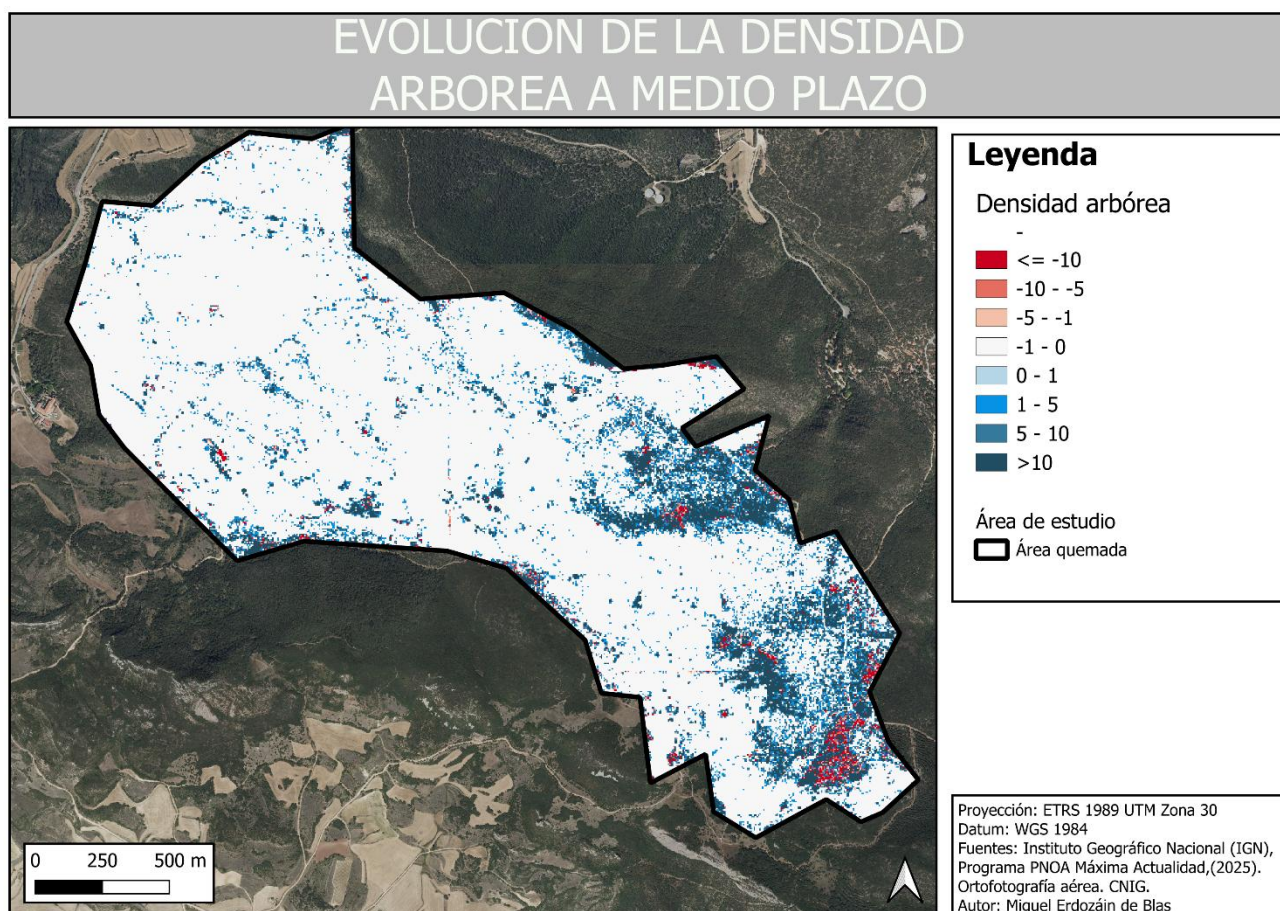 EVOLUCION DE LA DENSIDAD
ARBOREA A MEDIO PLAZO
Leyenda
Densidad arbórea
-
<= -10
-10 - -5
-5 - -1
-1 - 0
0 - 1
1 - 5
5 - 10
>10
Área de estudio
Área quemada
0 250 500 m
Proyección: ETRS 1989 UTM Zona 30
Datum: WGS 1984
Fuentes: Instituto Geográfico Nacional (IGN),
Programa PNOA Máxima Actualidad,(2025).
Ortofotografía aérea. CNIG.
Autor: Miguel Erdozáin de Blas